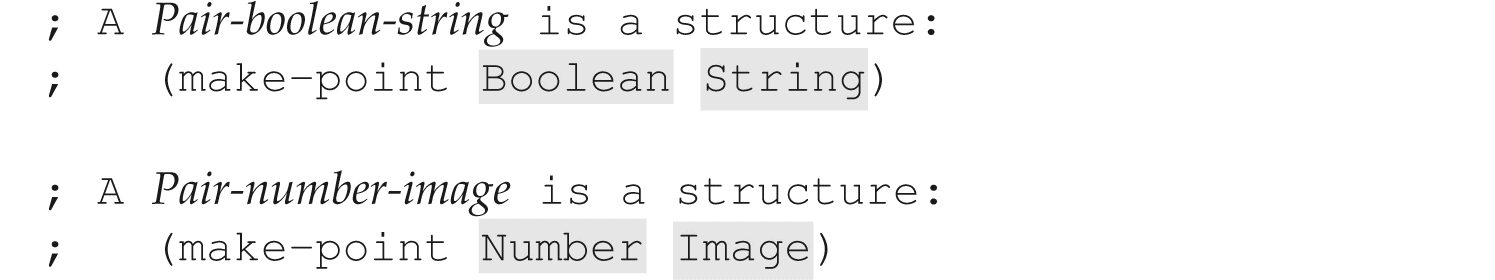 ; A Pair-boolean-string is a structure:
;   (make-point Boolean String)
; A Pair-number-image is a structure:
;   (make-point Number Image)